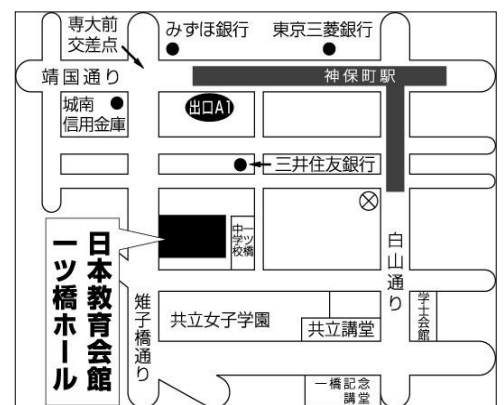 専大前
交差点
みずほ銀行
東京三菱銀行
靖国通り
神保町駅
城南
信用金庫
出口A1
三井住友銀行
一ツ橋
中学校
白山通り
日本教育会館
一ツ橋ホール
雉子橋通り
共立女子学園
共立講堂
学士会館
一橋記念
講堂